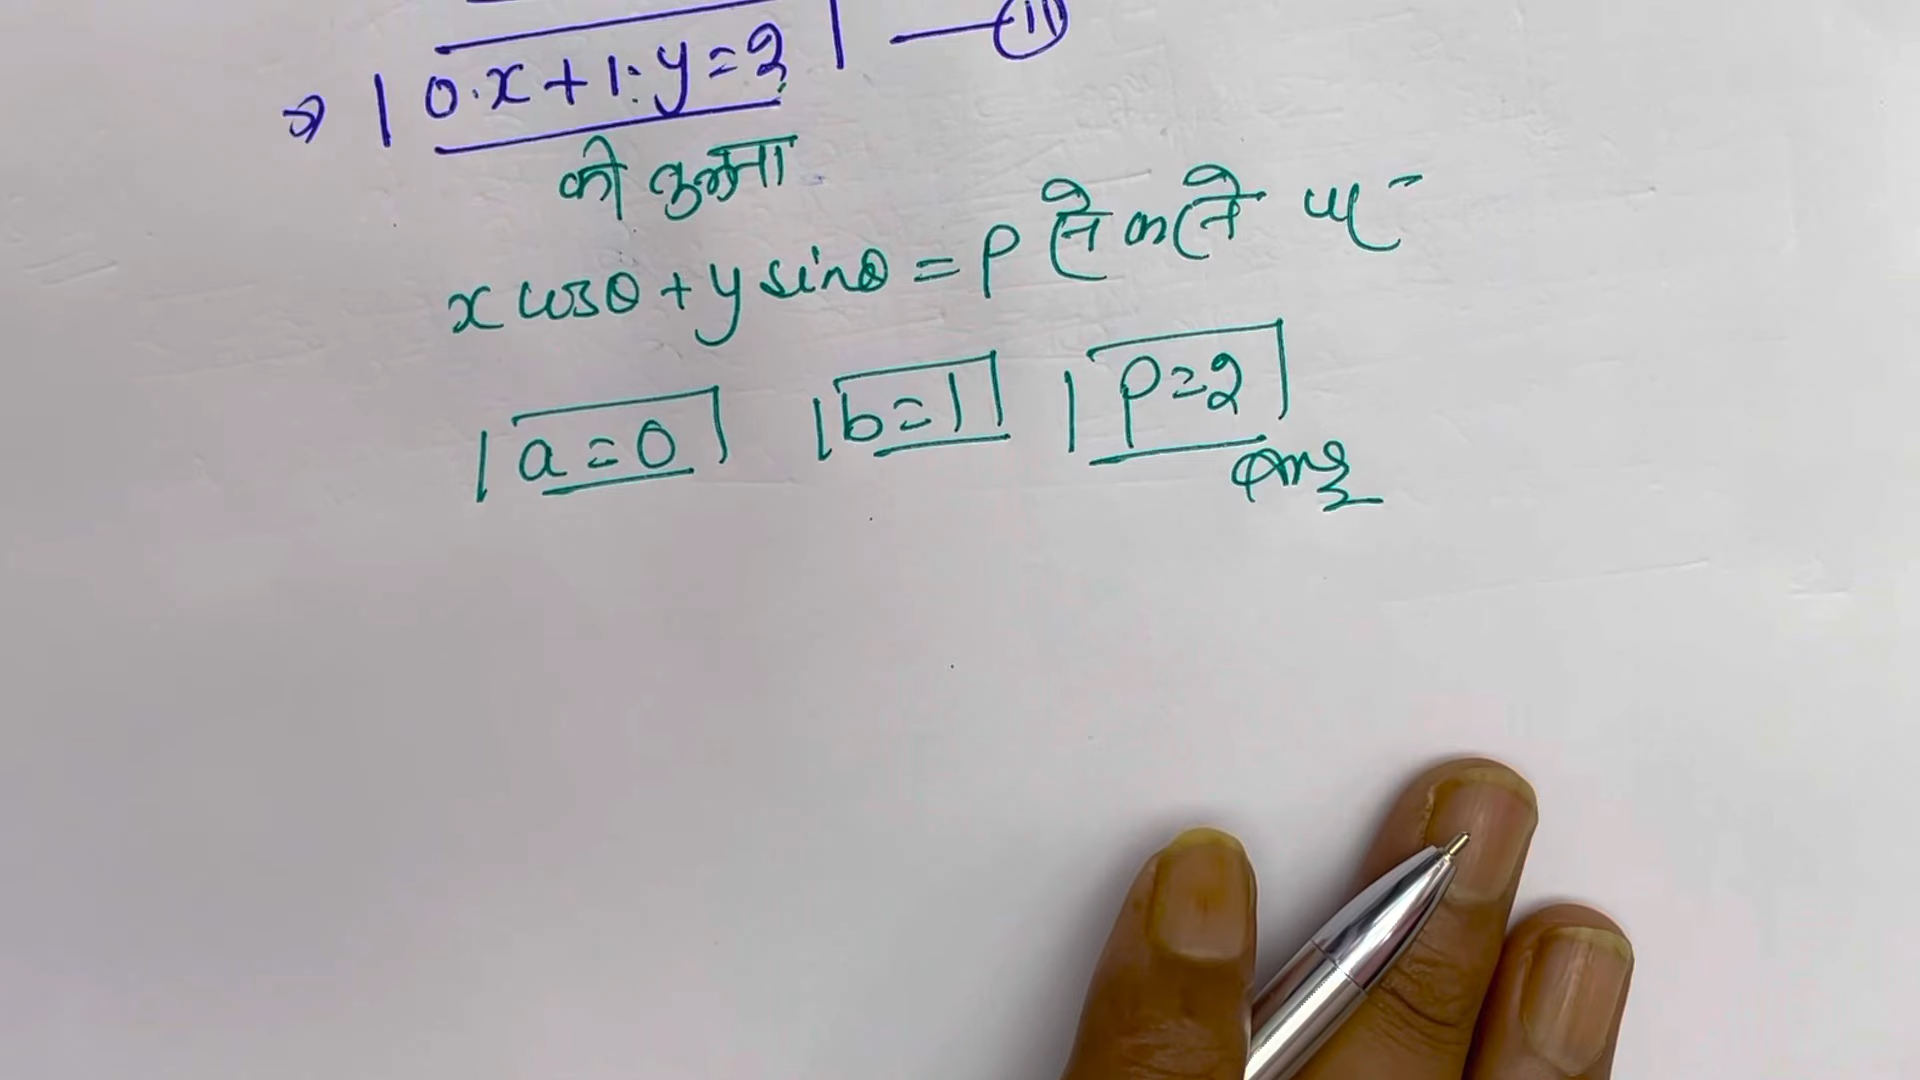 ⇒ 0·x + 1·y = 2 — (ii)
की तुलना
x cosθ + y sinθ = p से करने पर
a = 0 b = 1 p = 2
Ans